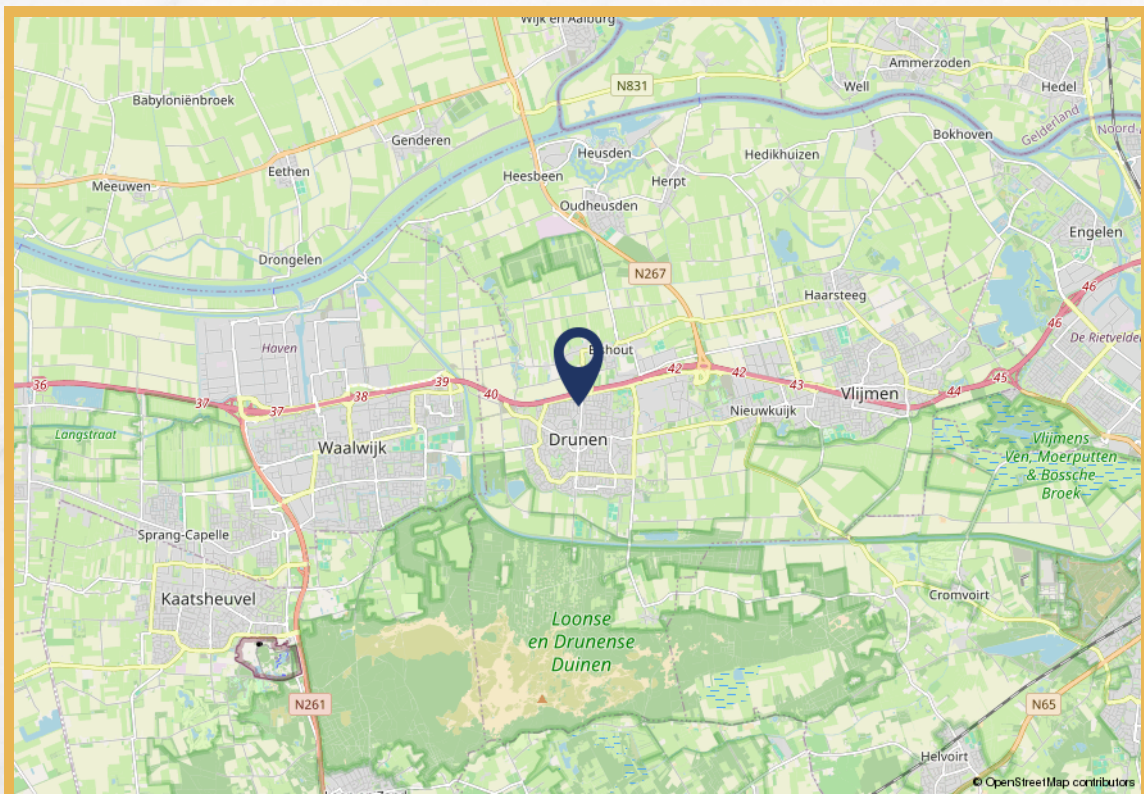 Wijk en Aalburg
Ammerzoden
N831
Well
Hedel
Babyloniënbroek
Gelderland
Noord-
Genderen
Bokhoven
Heusden
Hedikhuizen
Eethen
Heesbeen
Herpt
Meeuwen
Oudheusden
Engelen
Drongelen
N267
46
Haarsteeg
46
De Rietvelden
Haven
Elshout
42
42
45
36
39
43
44
37
37
38
40
Vlijmen
Nieuwkuijk
Langstraat
Waalwijk
Drunen
Vlijmens
Ven, Moerputten
& Bossche
Broek
Sprang-Capelle
Kaatsheuvel
Cromvoirt
Loonse
en Drunense
Duinen
N261
N65
Helvoirt
© OpenStreetMap contributors